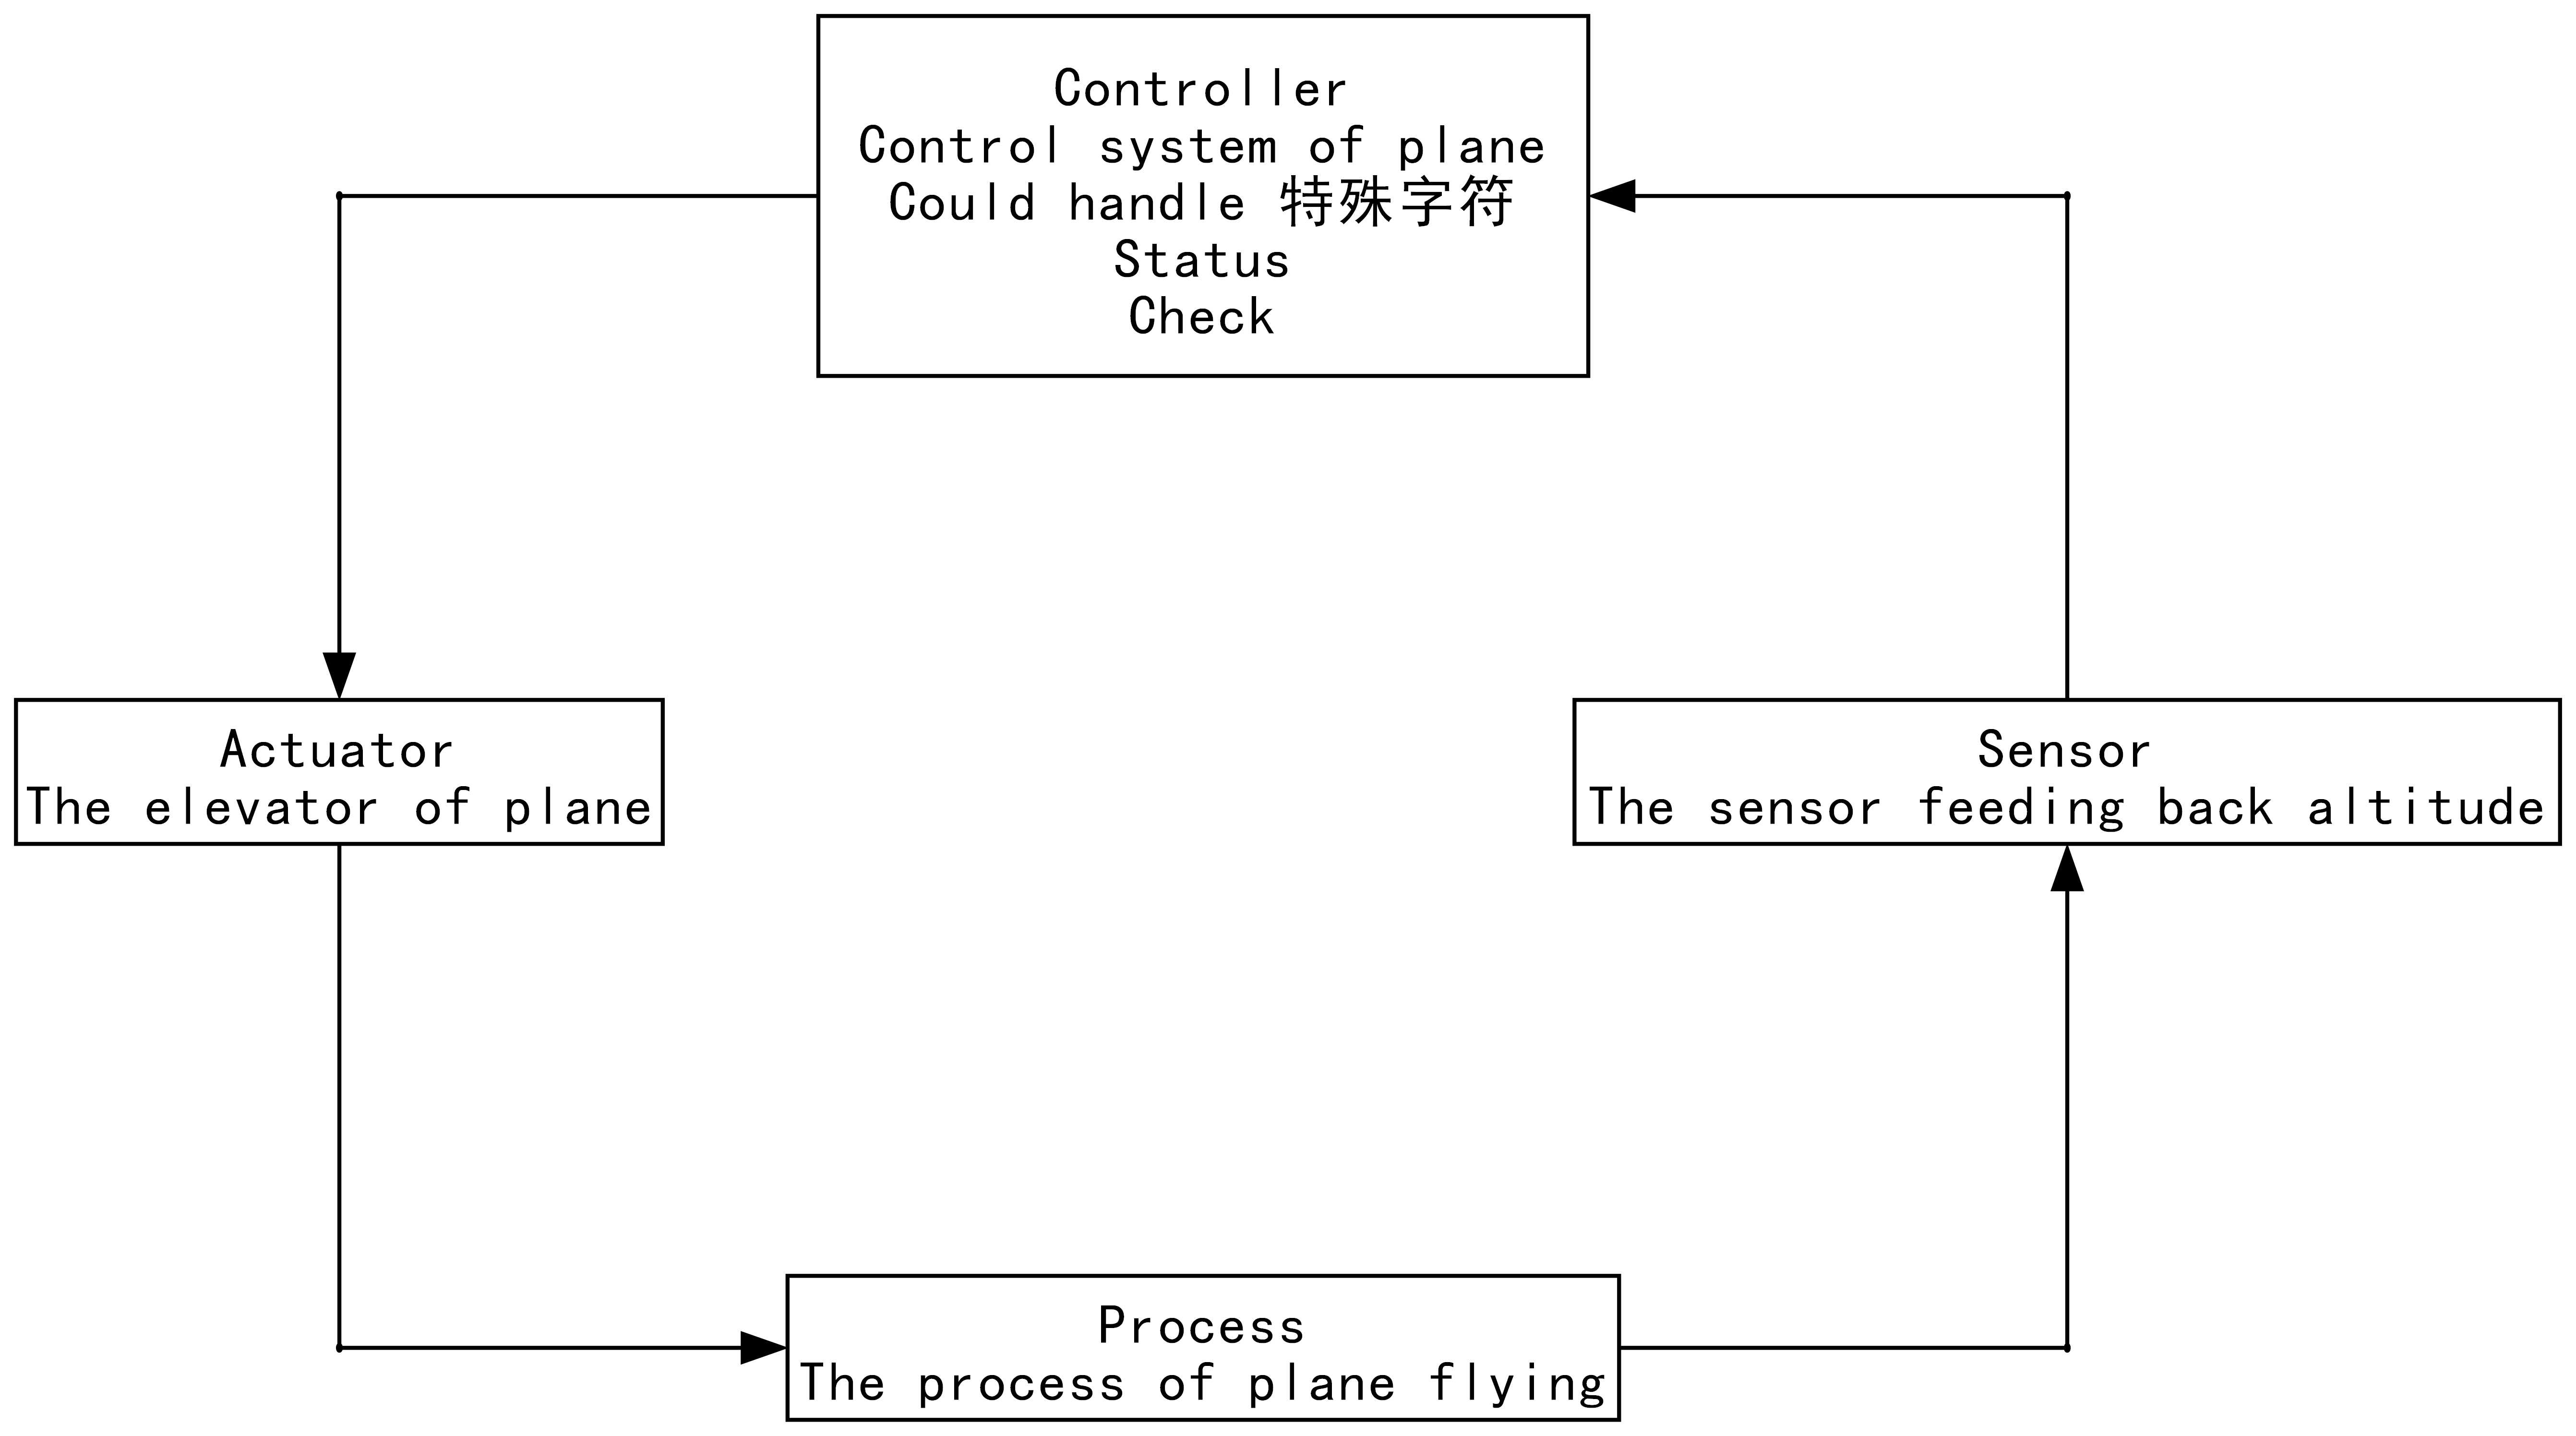 Controller
Control system of plane
Could handle 特殊字符
Status
Check
Actuator
The elevator of plane
Sensor
The sensor feeding back altitude
Process
The process of plane flying